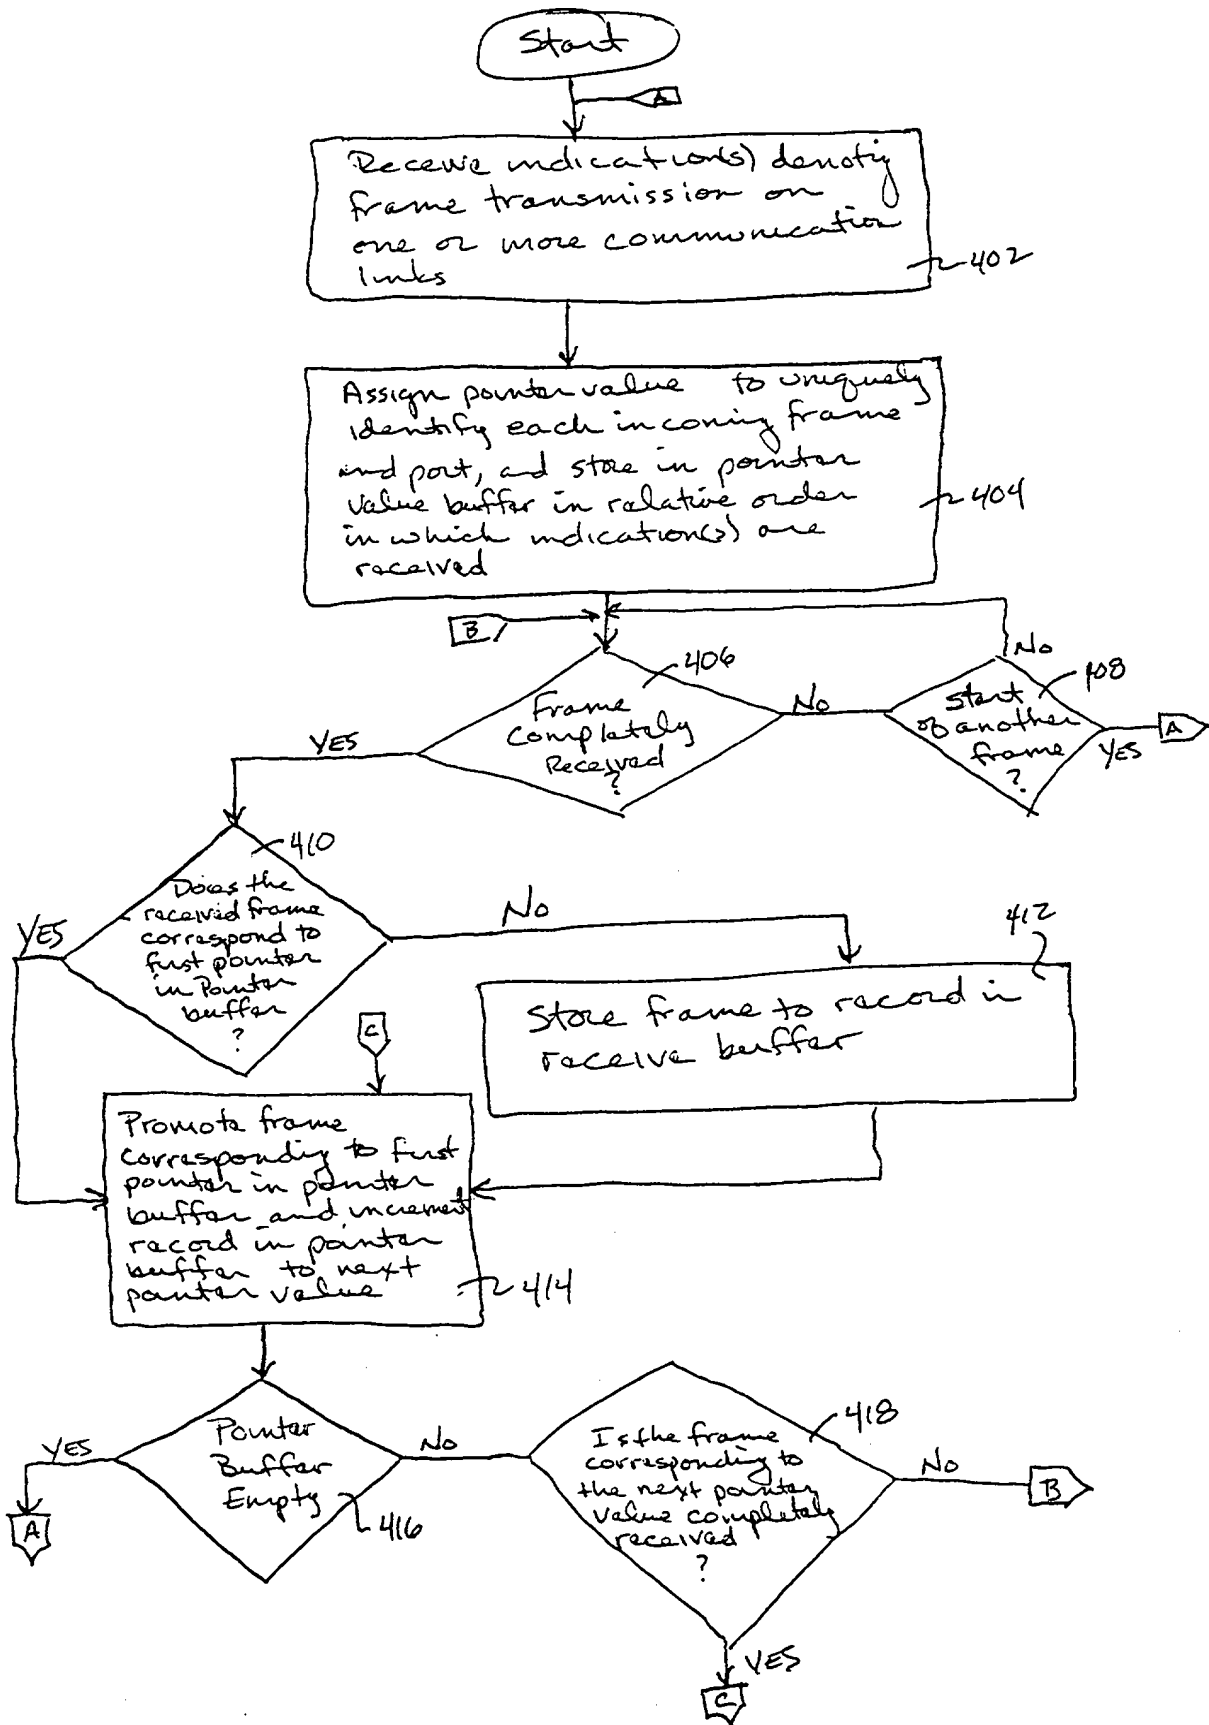 Start
A
Receive indication(s) denoting
frame transmission on
one or more communication
links
402
Assign pointer value to uniquely
identify each incoming frame
and port, and store in pointer
value buffer in relative order
in which indication(s) are
received
404
B
406
Frame
Completely
Received
?
YES
No
No
408
Start
of another
frame
?
YES
A
410
Does the
received frame
correspond to
first pointer
in Pointer
buffer
?
YES
No
412
Store frame to record in
receive buffer
C
Promote frame
corresponding to first
pointer in pointer
buffer and increment
record in pointer
buffer to next
pointer value
414
Pointer
Buffer
Empty
416
YES
A
No
418
Is the frame
corresponding to
the next pointer
value completely
received
?
No
B
YES
C